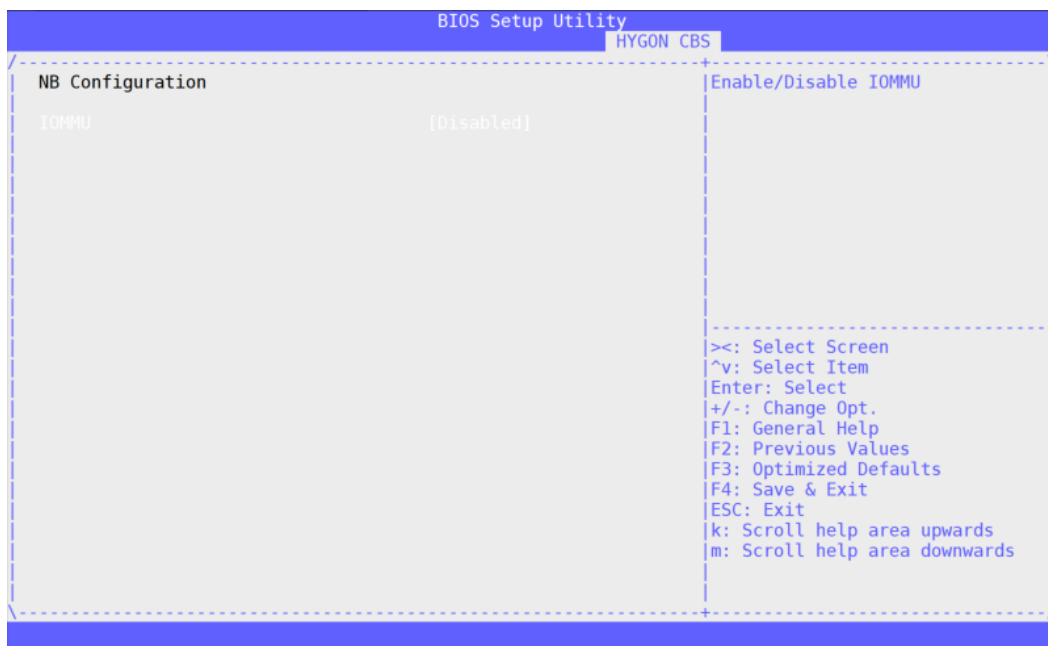 BIOS Setup Utility
HYGON CBS
NB Configuration
IOMMU [Disabled]
Enable/Disable IOMMU
><: Select Screen
^v: Select Item
Enter: Select
+/-: Change Opt.
F1: General Help
F2: Previous Values
F3: Optimized Defaults
F4: Save & Exit
ESC: Exit
k: Scroll help area upwards
m: Scroll help area downwards